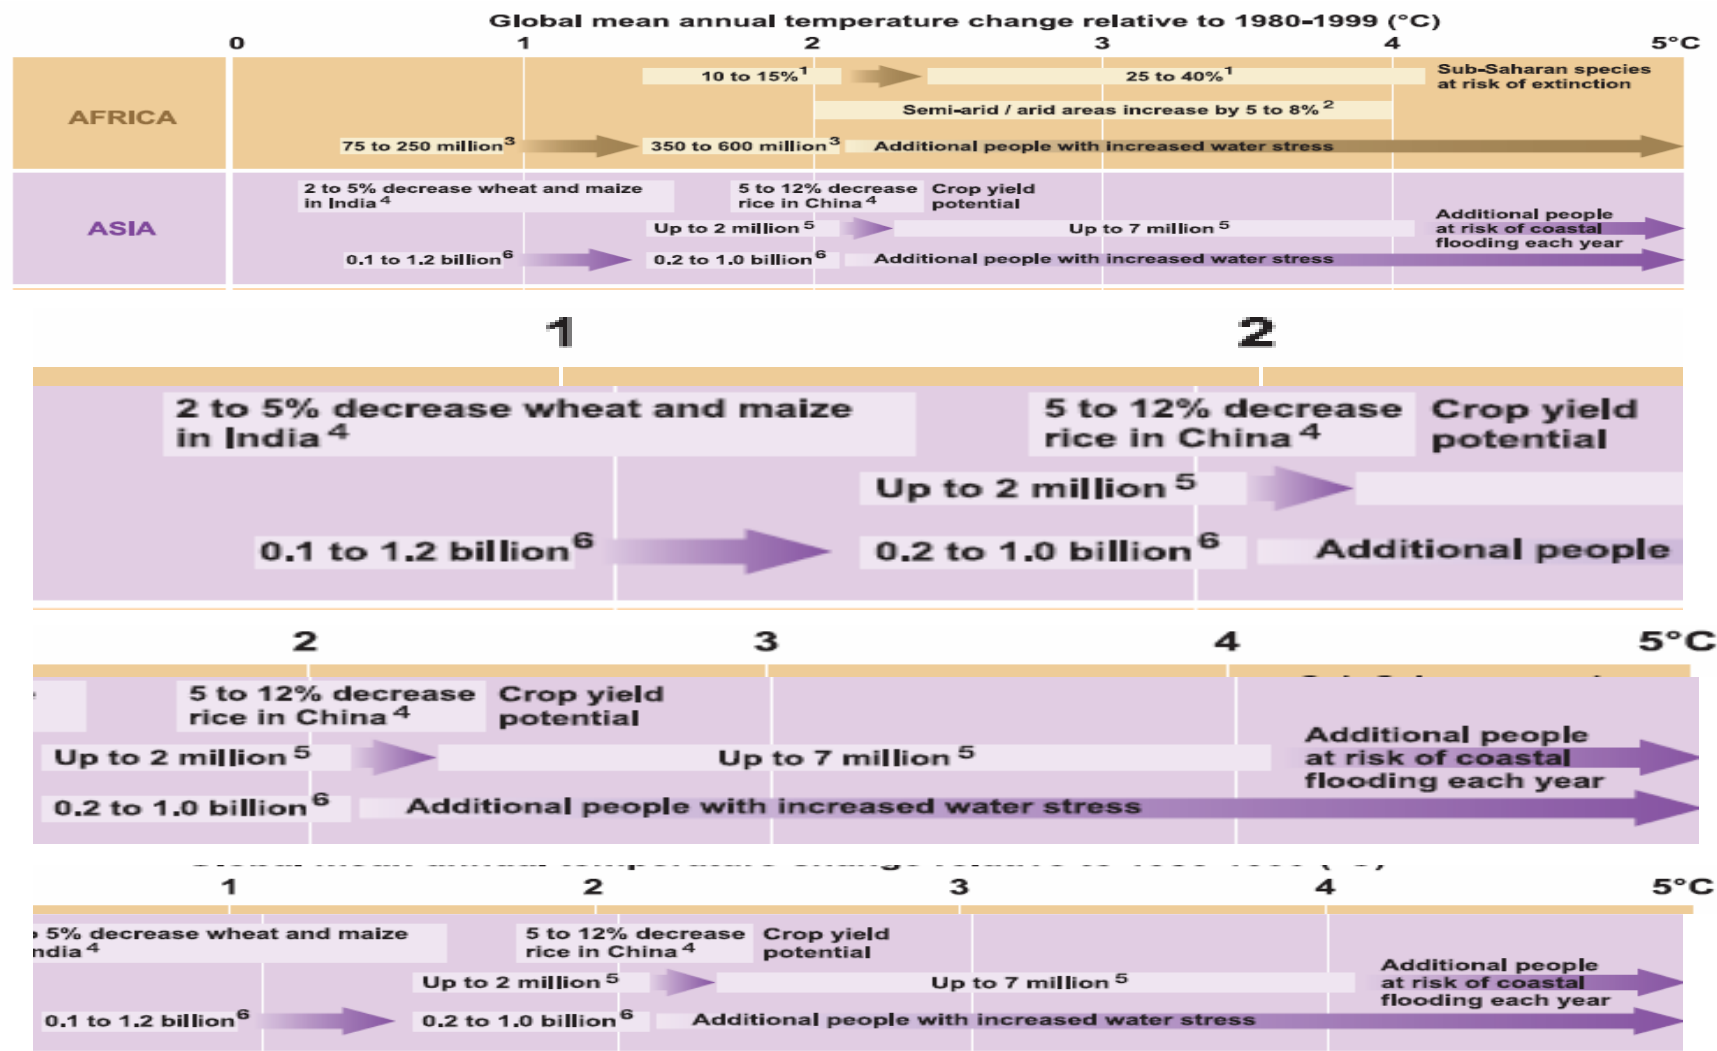 Global mean annual temperature change relative to 1980-1999 (°C)
0 1 2 3 4 5°C
AFRICA
10 to 15%1 25 to 40%1 Sub-Saharan species
at risk of extinction
Semi-arid / arid areas increase by 5 to 8%2
75 to 250 million3 350 to 600 million3 Additional people with increased water stress
ASIA
2 to 5% decrease wheat and maize
in India4
5 to 12% decrease
rice in China4
Crop yield
potential
Up to 2 million5 Up to 7 million5
Additional people
at risk of coastal
flooding each year
0.1 to 1.2 billion6 0.2 to 1.0 billion6 Additional people with increased water stress
1 2
2 to 5% decrease wheat and maize
in India4
5 to 12% decrease
rice in China4
Crop yield
potential
Up to 2 million5
0.1 to 1.2 billion6 0.2 to 1.0 billion6 Additional people
2 3 4 5°C
5 to 12% decrease
rice in China4
Crop yield
potential
Up to 2 million5 Up to 7 million5
Additional people
at risk of coastal
flooding each year
0.2 to 1.0 billion6 Additional people with increased water stress
1 2 3 4 5°C
5% decrease wheat and maize
ndia4
5 to 12% decrease
rice in China4
Crop yield
potential
Up to 2 million5 Up to 7 million5
Additional people
at risk of coastal
flooding each year
0.1 to 1.2 billion6 0.2 to 1.0 billion6 Additional people with increased water stress